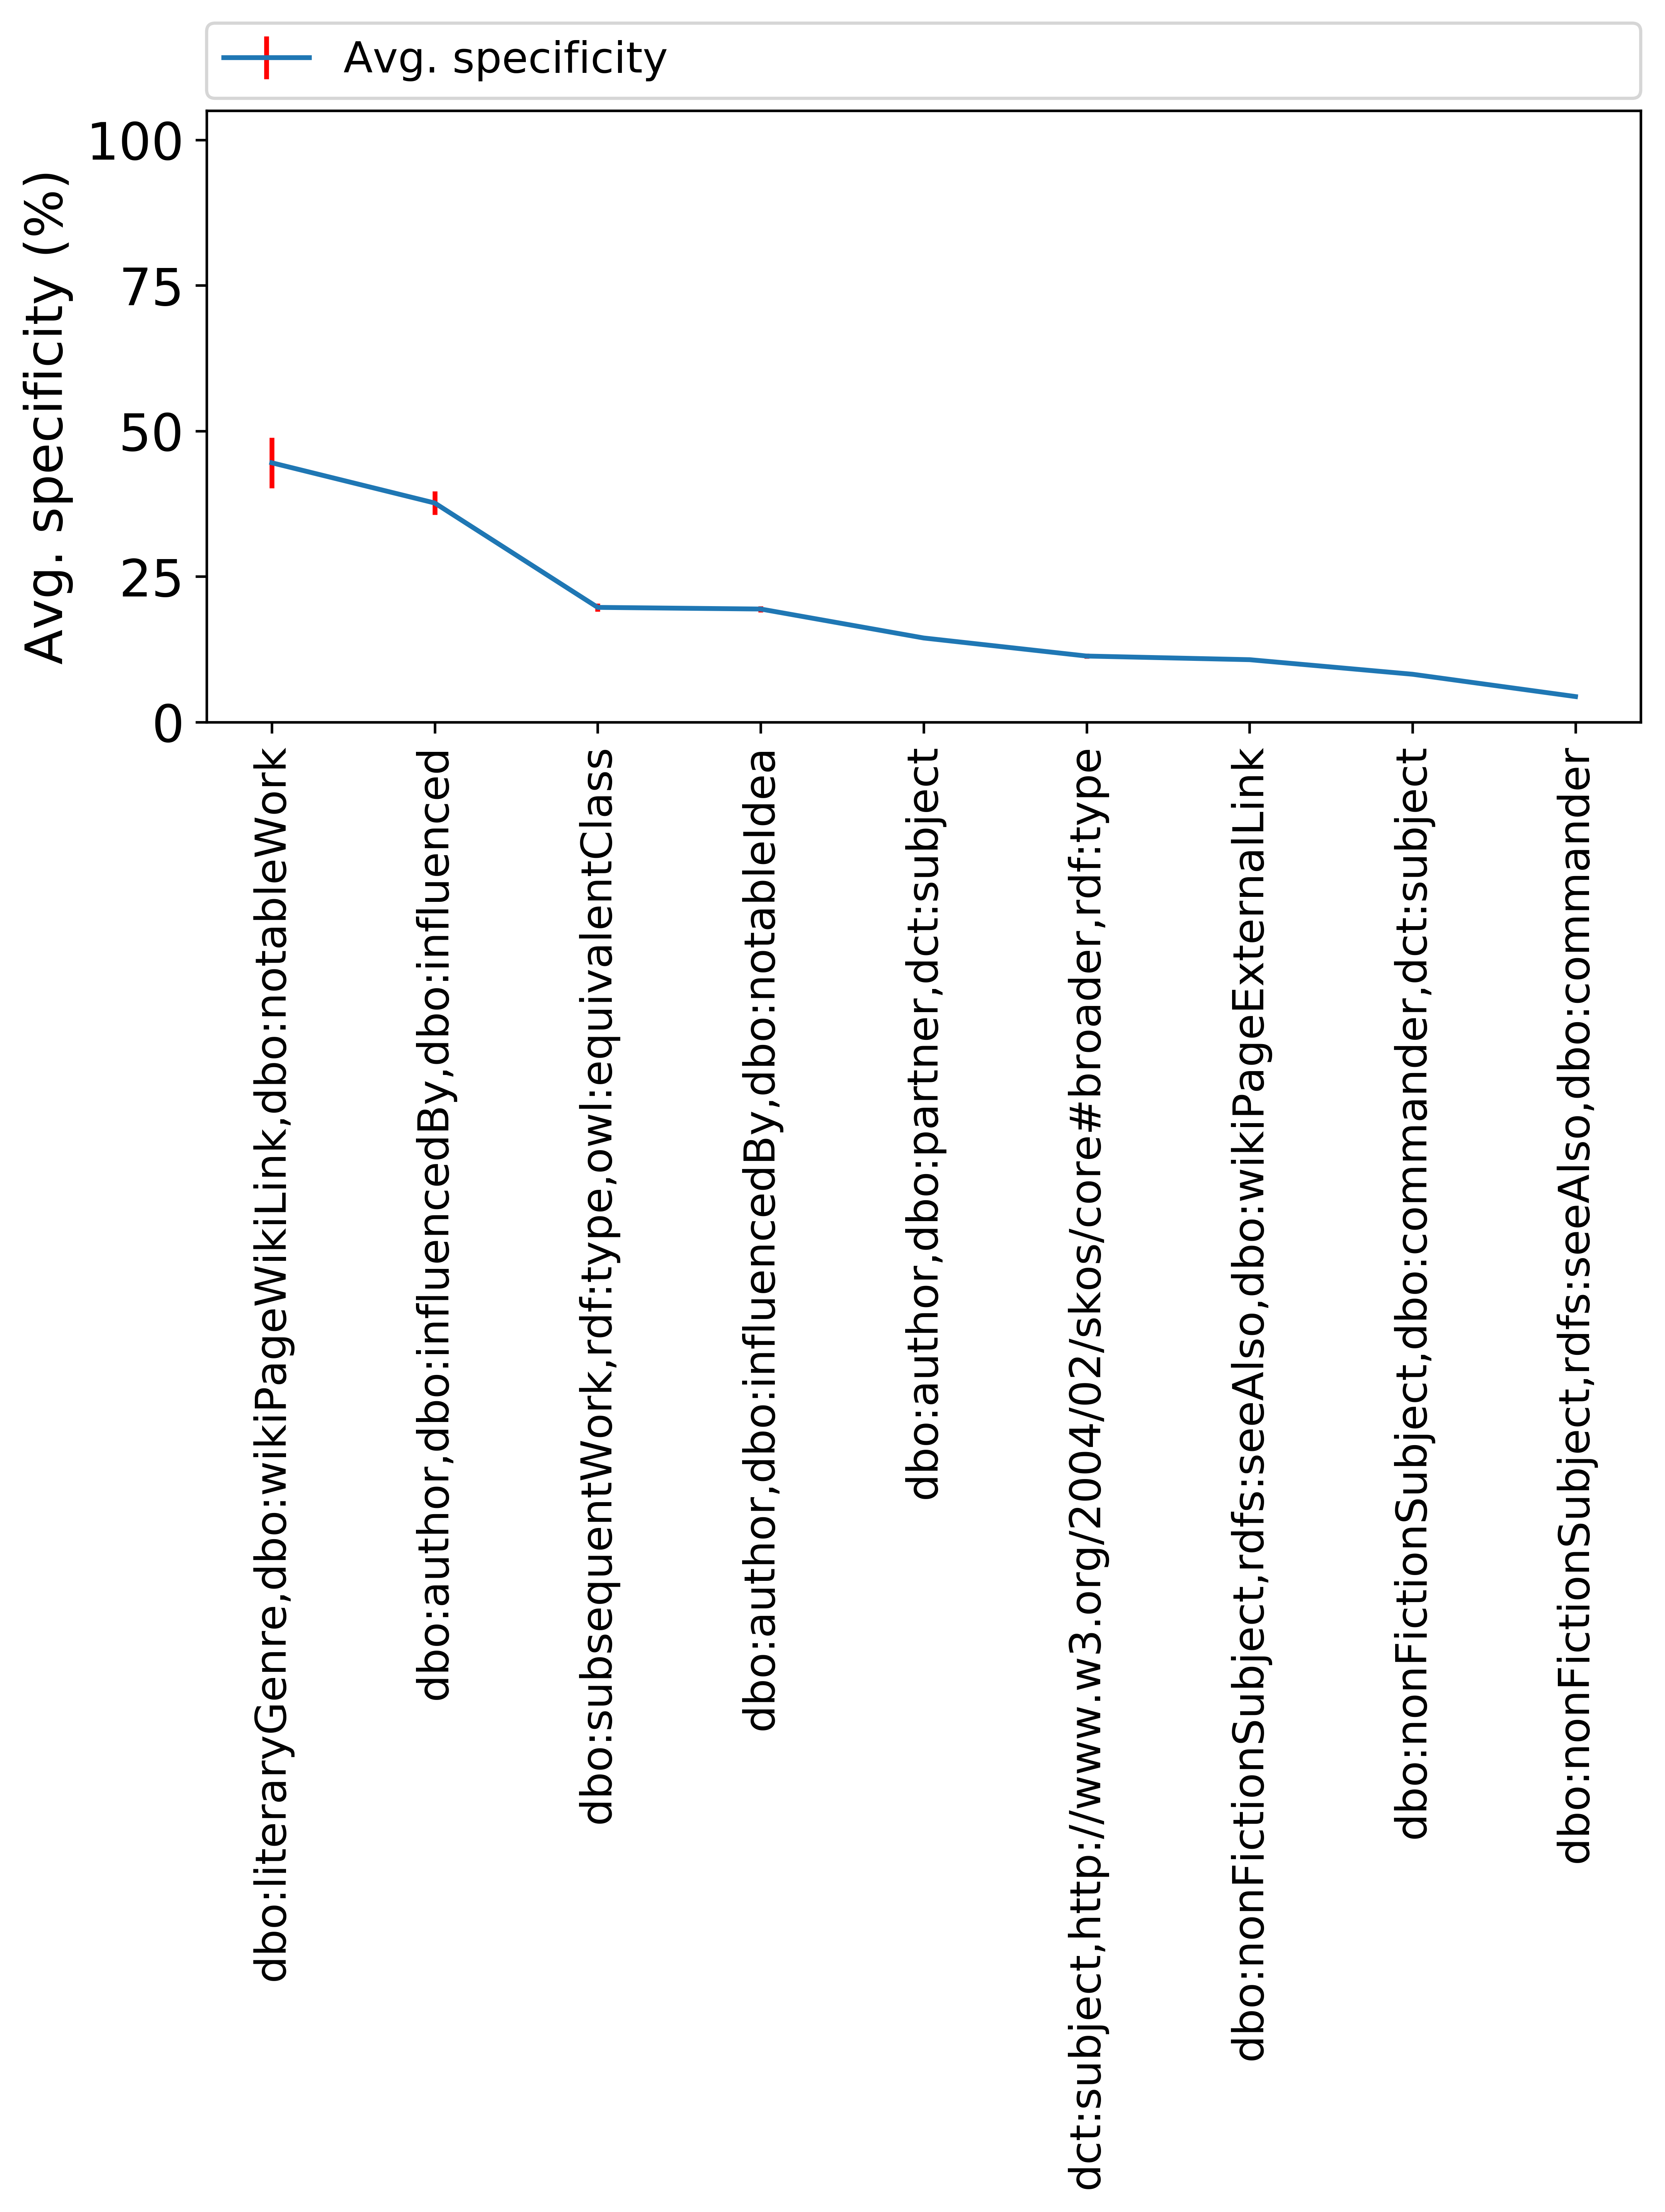 Avg. specificity
Avg. specificity (%)
100
75
50
25
0
dbo:literaryGenre,dbo:wikiPageWikiLink,dbo:notableWork
dbo:author,dbo:influencedBy,dbo:influenced
dbo:subsequentWork,rdf:type,owl:equivalentClass
dbo:author,dbo:influencedBy,dbo:notableIdea
dbo:author,dbo:partner,dct:subject
dct:subject,http://www.w3.org/2004/02/skos/core#broader,rdf:type
dbo:nonFictionSubject,rdfs:seeAlso,dbo:wikiPageExternalLink
dbo:nonFictionSubject,dbo:commander,dct:subject
dbo:nonFictionSubject,rdfs:seeAlso,dbo:commander